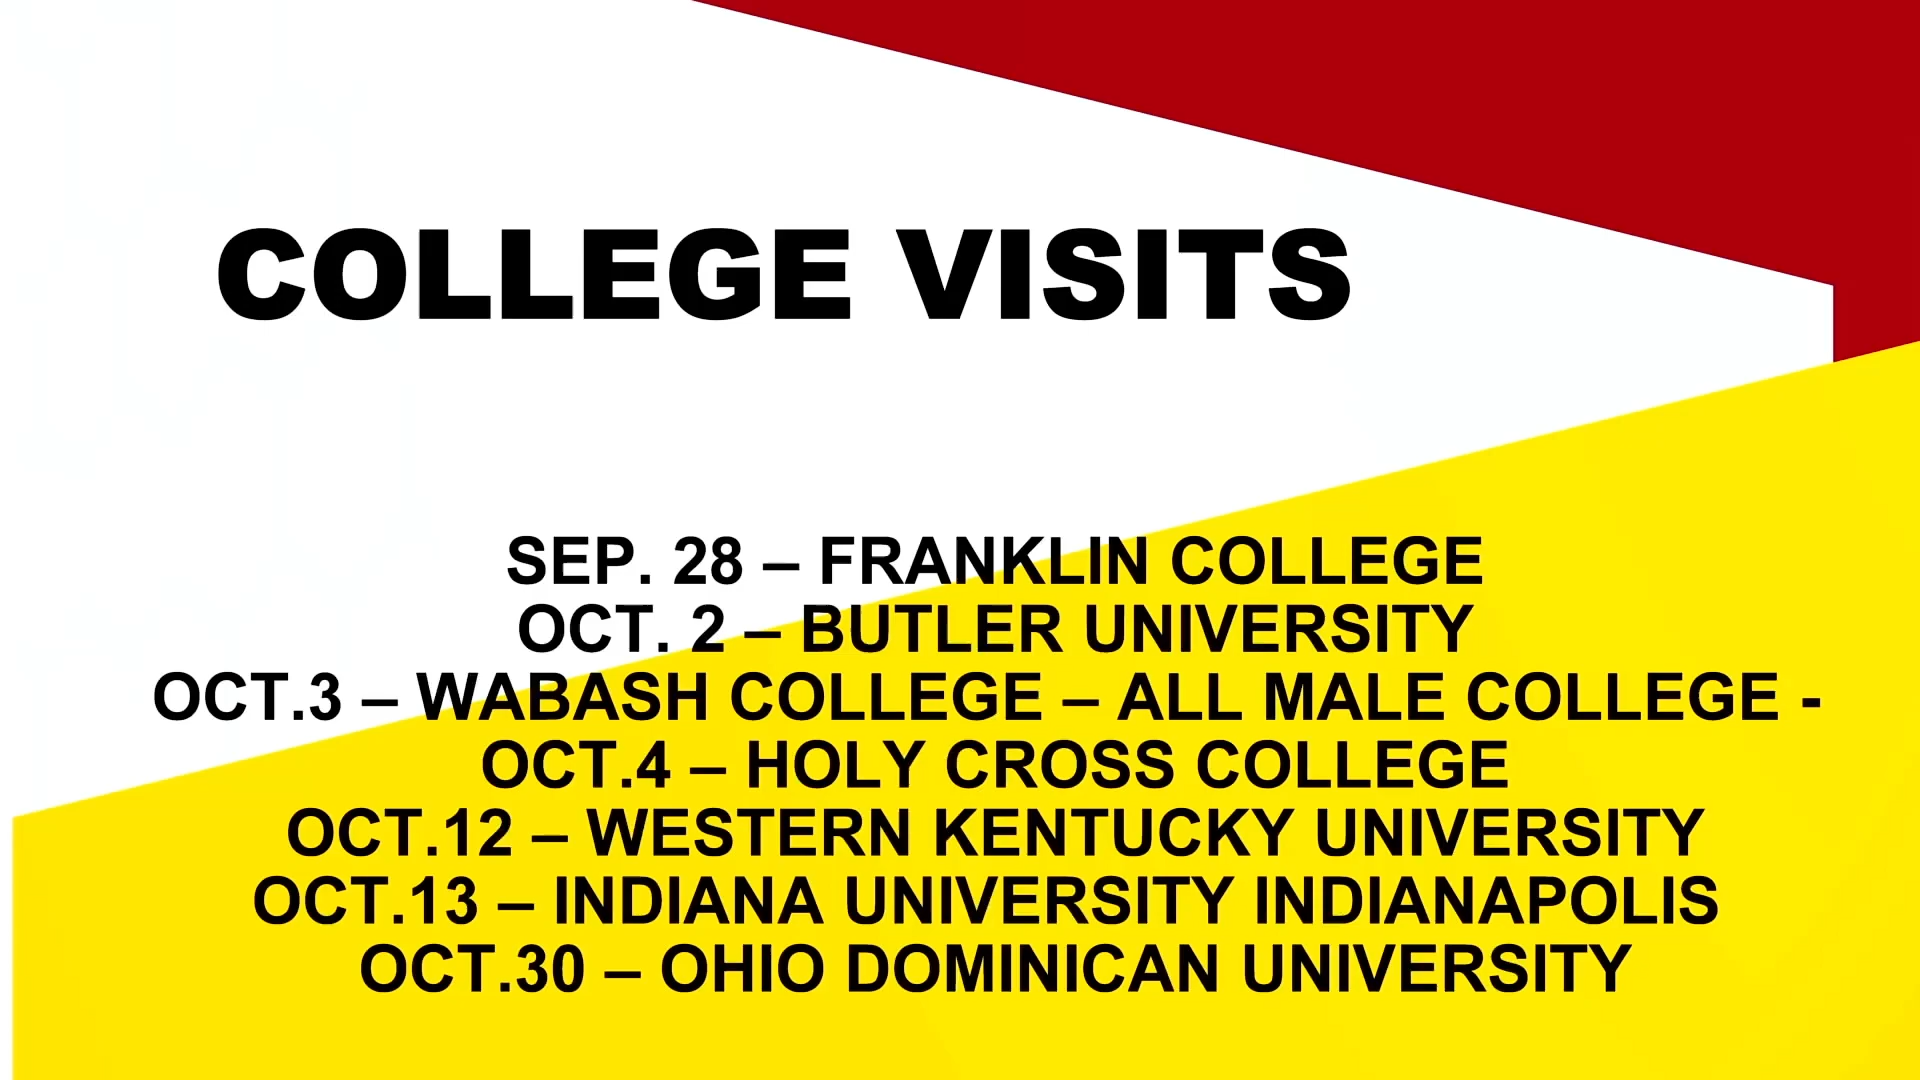 COLLEGE VISITS
SEP. 28 – FRANKLIN COLLEGE
OCT. 2 – BUTLER UNIVERSITY
OCT.3 – WABASH COLLEGE – ALL MALE COLLEGE -
OCT.4 – HOLY CROSS COLLEGE
OCT.12 – WESTERN KENTUCKY UNIVERSITY
OCT.13 – INDIANA UNIVERSITY INDIANAPOLIS
OCT.30 – OHIO DOMINICAN UNIVERSITY